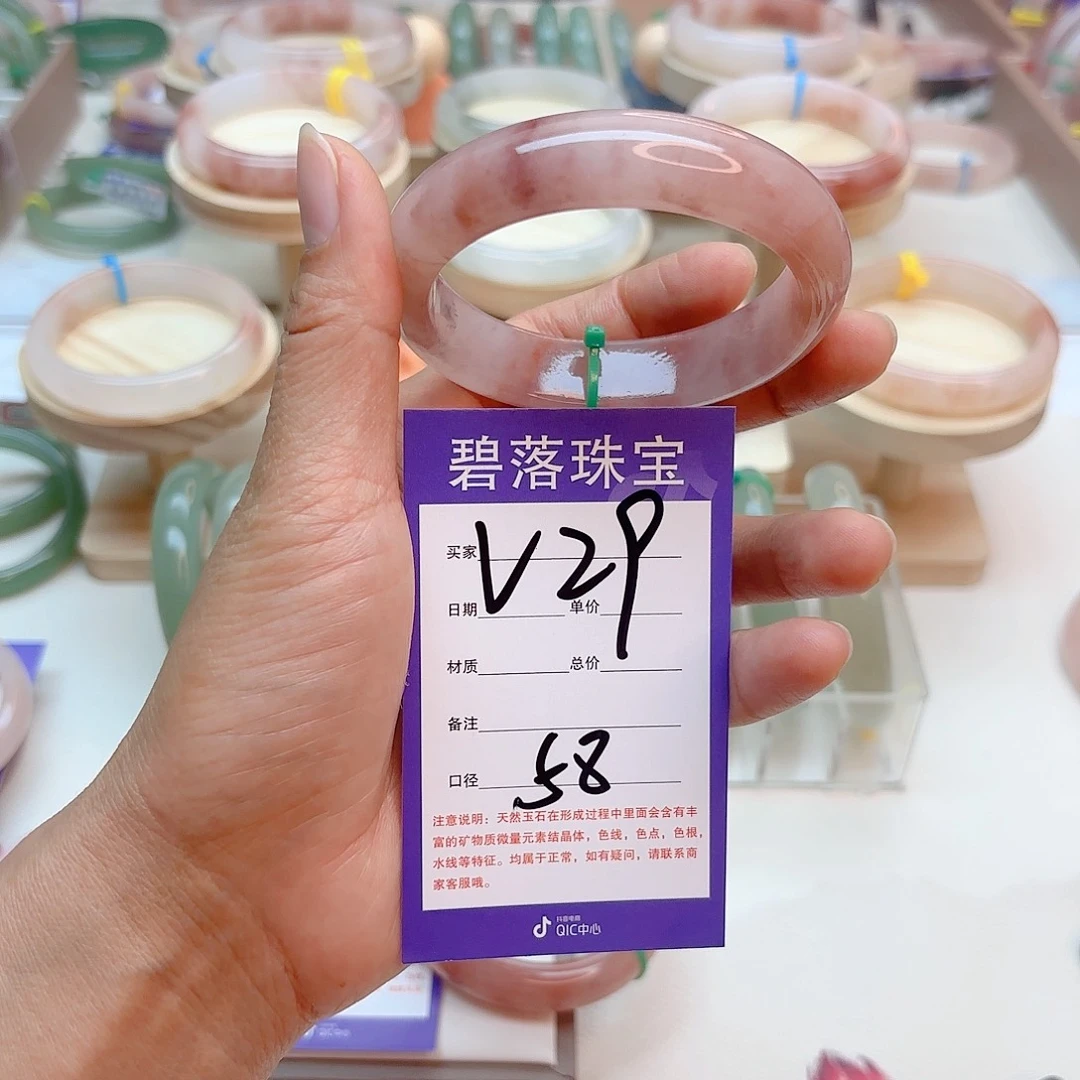 碧落珠宝
买家 V29
日期 单价
材质 总价
备注
口径 58
注意说明：天然玉石在形成过程中里面会含有丰
富的矿物质微量元素结晶体，色线，色点，色根，
水线等特征。均属于正常，如有疑问，请联系商
家客服哦。
抖音电商
QIC中心